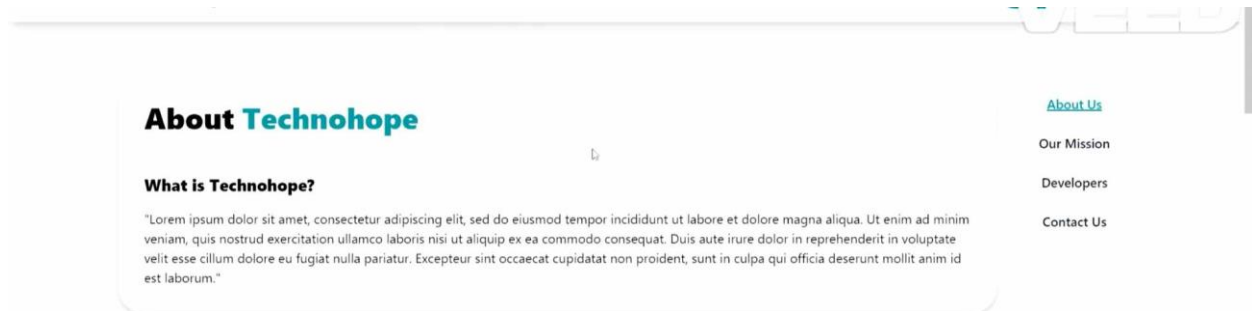 VEED
About Technohope
What is Technohope?
"Lorem ipsum dolor sit amet, consectetur adipiscing elit, sed do eiusmod tempor incididunt ut labore et dolore magna aliqua. Ut enim ad minim
veniam, quis nostrud exercitation ullamco laboris nisi ut aliquip ex ea commodo consequat. Duis aute irure dolor in reprehenderit in voluptate
velit esse cillum dolore eu fugiat nulla pariatur. Excepteur sint occaecat cupidatat non proident, sunt in culpa qui officia deserunt mollit anim id
est laborum."
About Us
Our Mission
Developers
Contact Us